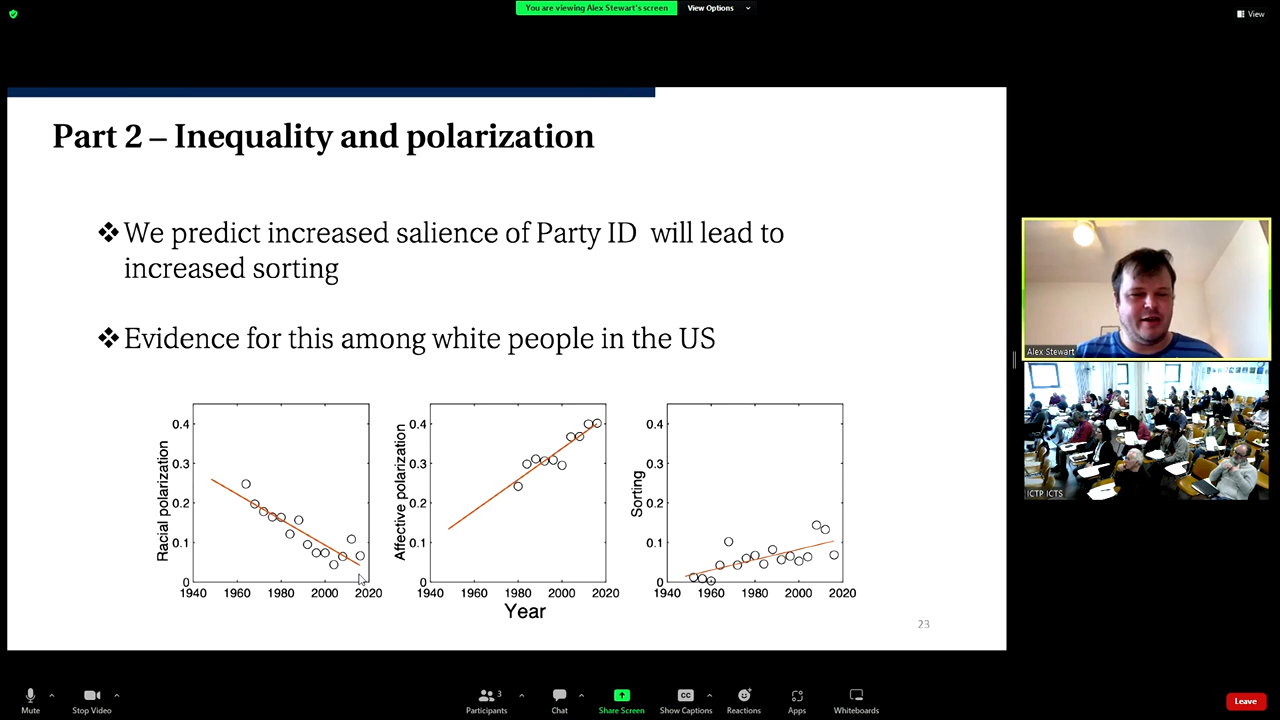 You are viewing Alex Stewart's screen
View Options
View
Part 2 – Inequality and polarization
❖ We predict increased salience of Party ID will lead to
increased sorting
❖ Evidence for this among white people in the US
Racial polarization
0.4
0.3
0.2
0.1
0
1940 1960 1980 2000 2020
Affective polarization
0.4
0.3
0.2
0.1
0
1940 1960 1980 2000 2020
Year
Sorting
0.4
0.3
0.2
0.1
0
1940 1960 1980 2000 2020
23
Alex Stewart
ICTP ICTS
Mute
Stop Video
Participants
3
Chat
Share Screen
CC
Show Captions
Reactions
Apps
Whiteboards
Leave